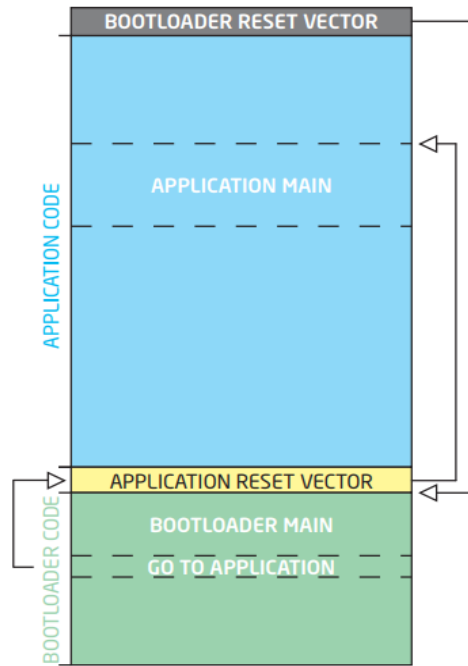 BOOTLOADER RESET VECTOR
APPLICATION MAIN
APPLICATION CODE
APPLICATION RESET VECTOR
BOOTLOADER MAIN
GO TO APPLICATION
BOOTLOADER CODE